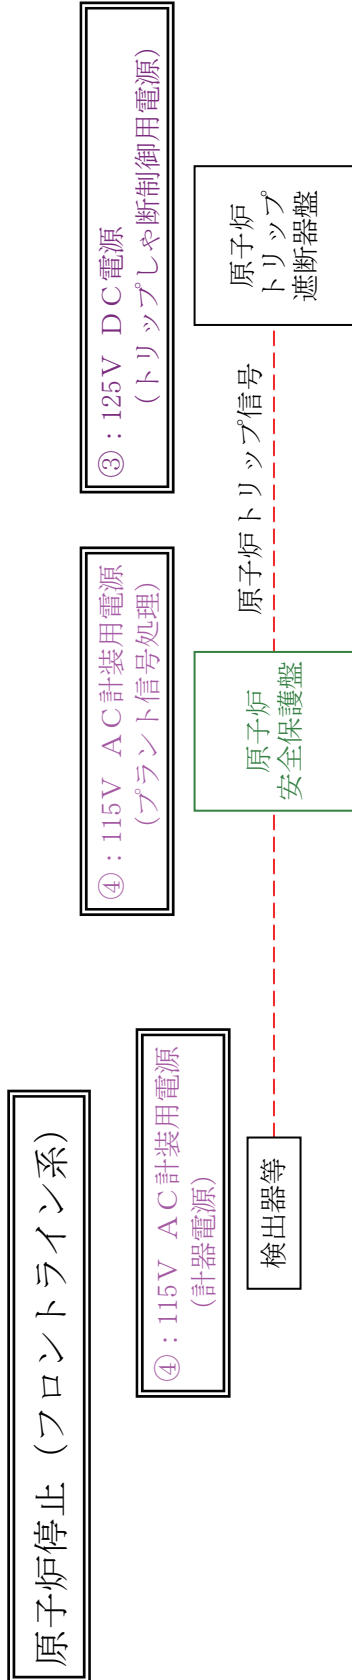 原子炉停止（フロントライン系）
④：115V AC計装用電源
（計器電源）
検出器等
④：115V AC計装用電源
（プラント信号処理）
原子炉
安全保護盤
原子炉トリップ信号
③：125V DC電源
（トリップしゃ断制御用電源）
原子炉
トリップ
遮断器盤